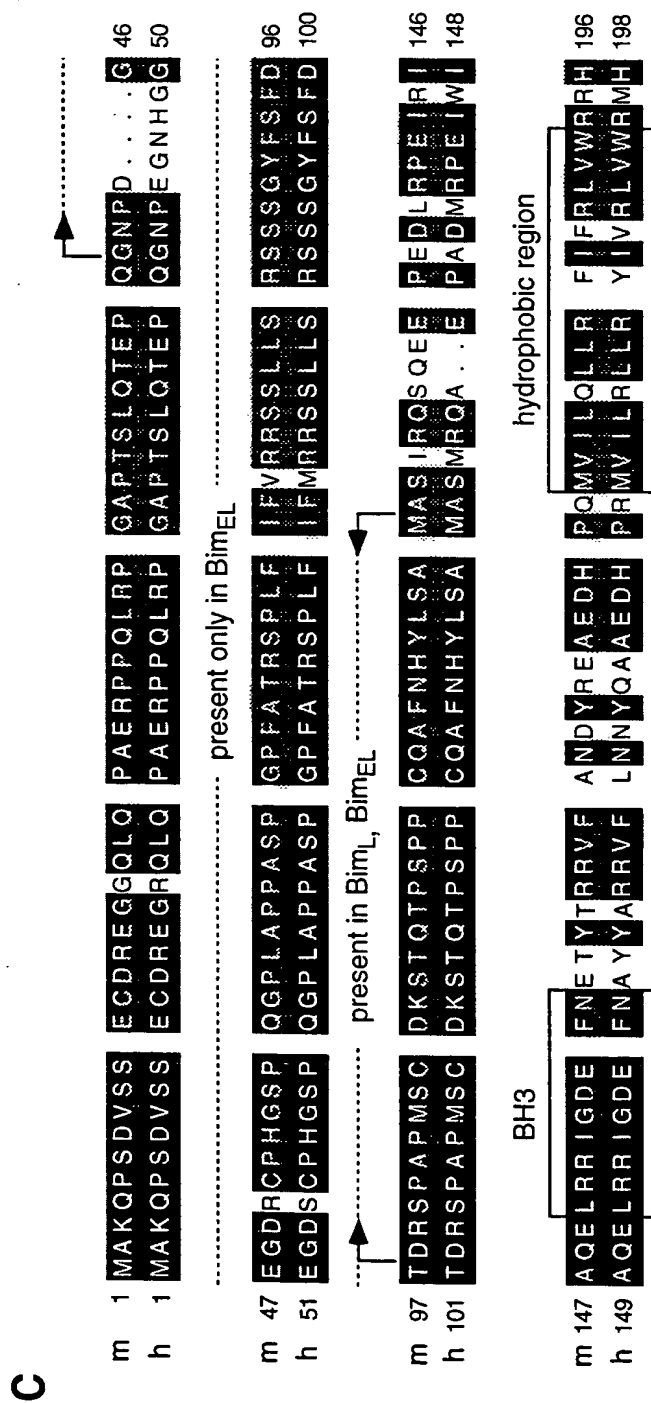 C
m 1 MAKQPSDVSS ECDREGGQLQ PAERPPQLRP GAPTSLQTEP QGNPD....G 46
h 1 MAKQPSDVSS ECDREGRQLQ PAERPPQLRP GAPTSLQTEP QGNPEGNHGG 50
present only in BimEL
m 47 EGDRCPHGSP QGPLAPPASP GPFATRSPLF IFVRRSSLLS RSSSGYFSFD 96
h 51 EGDSCPHGSP QGPLAPPASP GPFATRSPLF IFMRRSSLLS RSSSGYFSFD 100
present in BimL, BimEL
m 97 TDRSPAPMSC DKSTQTPSPP CQAFNHYLSA MASIRQSQEE PEDLRPEIRI 146
h 101 TDRSPAPMSC DKSTQTPSPP CQAFNHYLSA MASMRQA..E PADMRPEIWI 148
BH3
hydrophobic region
m 147 AQELRRIGDE FNETYTRRVF ANDYREAEDH PQMVILQLLR FIFRLVWRRH 196
h 149 AQELRRIGDE FNAYYARRVF LNNYQAAEDH PRMVILRLLR YIVRLVWRMH 198